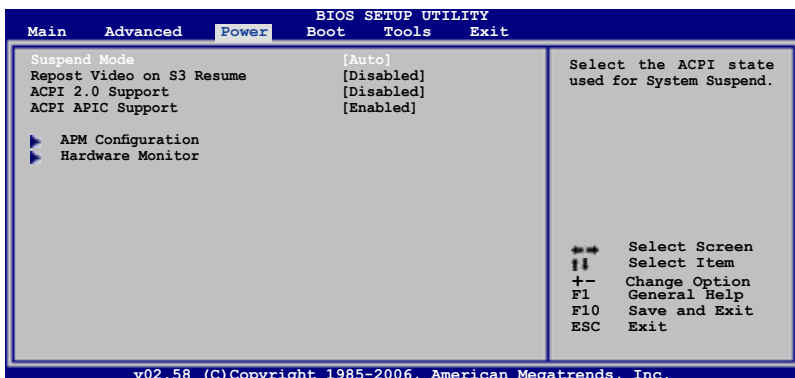 BIOS SETUP UTILITY
Main Advanced Power Boot Tools Exit
Suspend Mode [Auto]
Repost Video on S3 Resume [Disabled]
ACPI 2.0 Support [Disabled]
ACPI APIC Support [Enabled]
APM Configuration
Hardware Monitor
Select the ACPI state
used for System Suspend.
Select Screen
Select Item
+- Change Option
F1 General Help
F10 Save and Exit
ESC Exit
v02.58 (C)Copyright 1985-2006, American Megatrends, Inc.